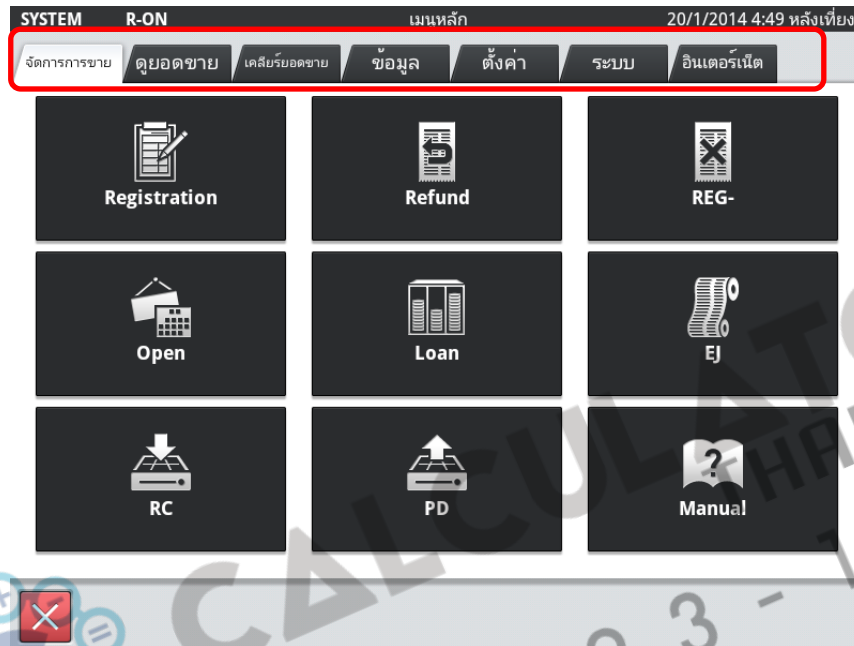 SYSTEM R-ON เมนหลัก 20/1/2014 4:49 หลังเที่ยง
จัดการการขาย ดูยอดขาย เคลียร์ยอดขาย ข้อมูล ตั้งค่า ระบบ อินเตอร์เน็ต
Registration Refund REG-
Open Loan EJ
RC PD Manual
CALCULATO
THAI
3 - 1